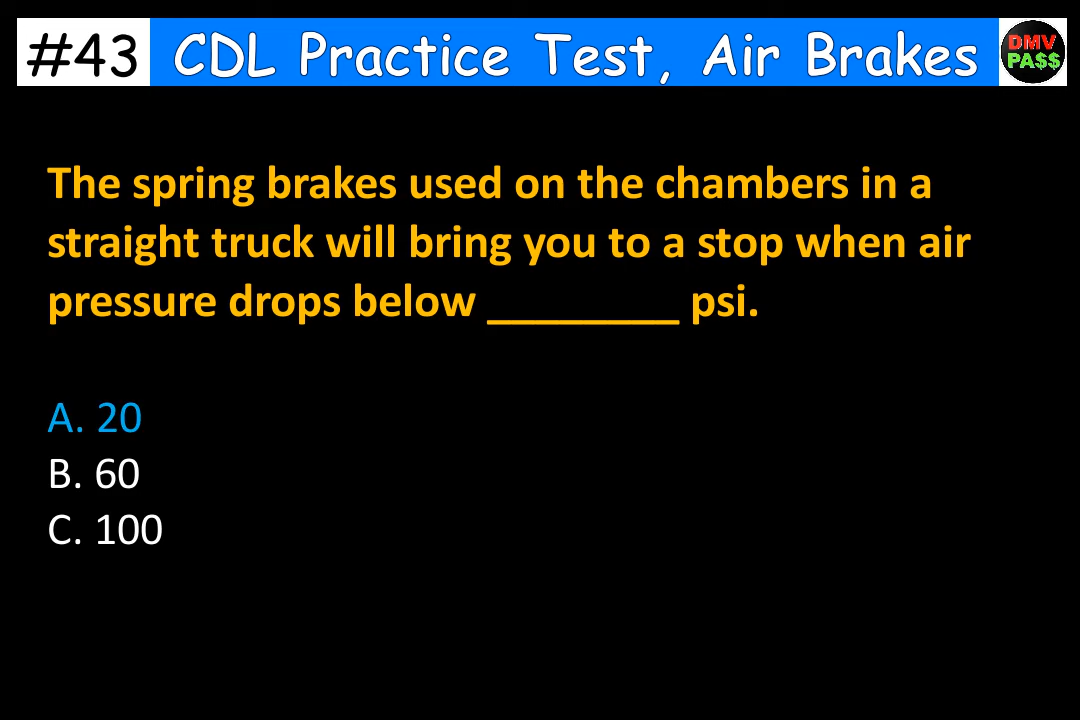 #43 CDL Practice Test, Air Brakes
DMV
PA$$
The spring brakes used on the chambers in a
straight truck will bring you to a stop when air
pressure drops below ________ psi.
A. 20
B. 60
C. 100